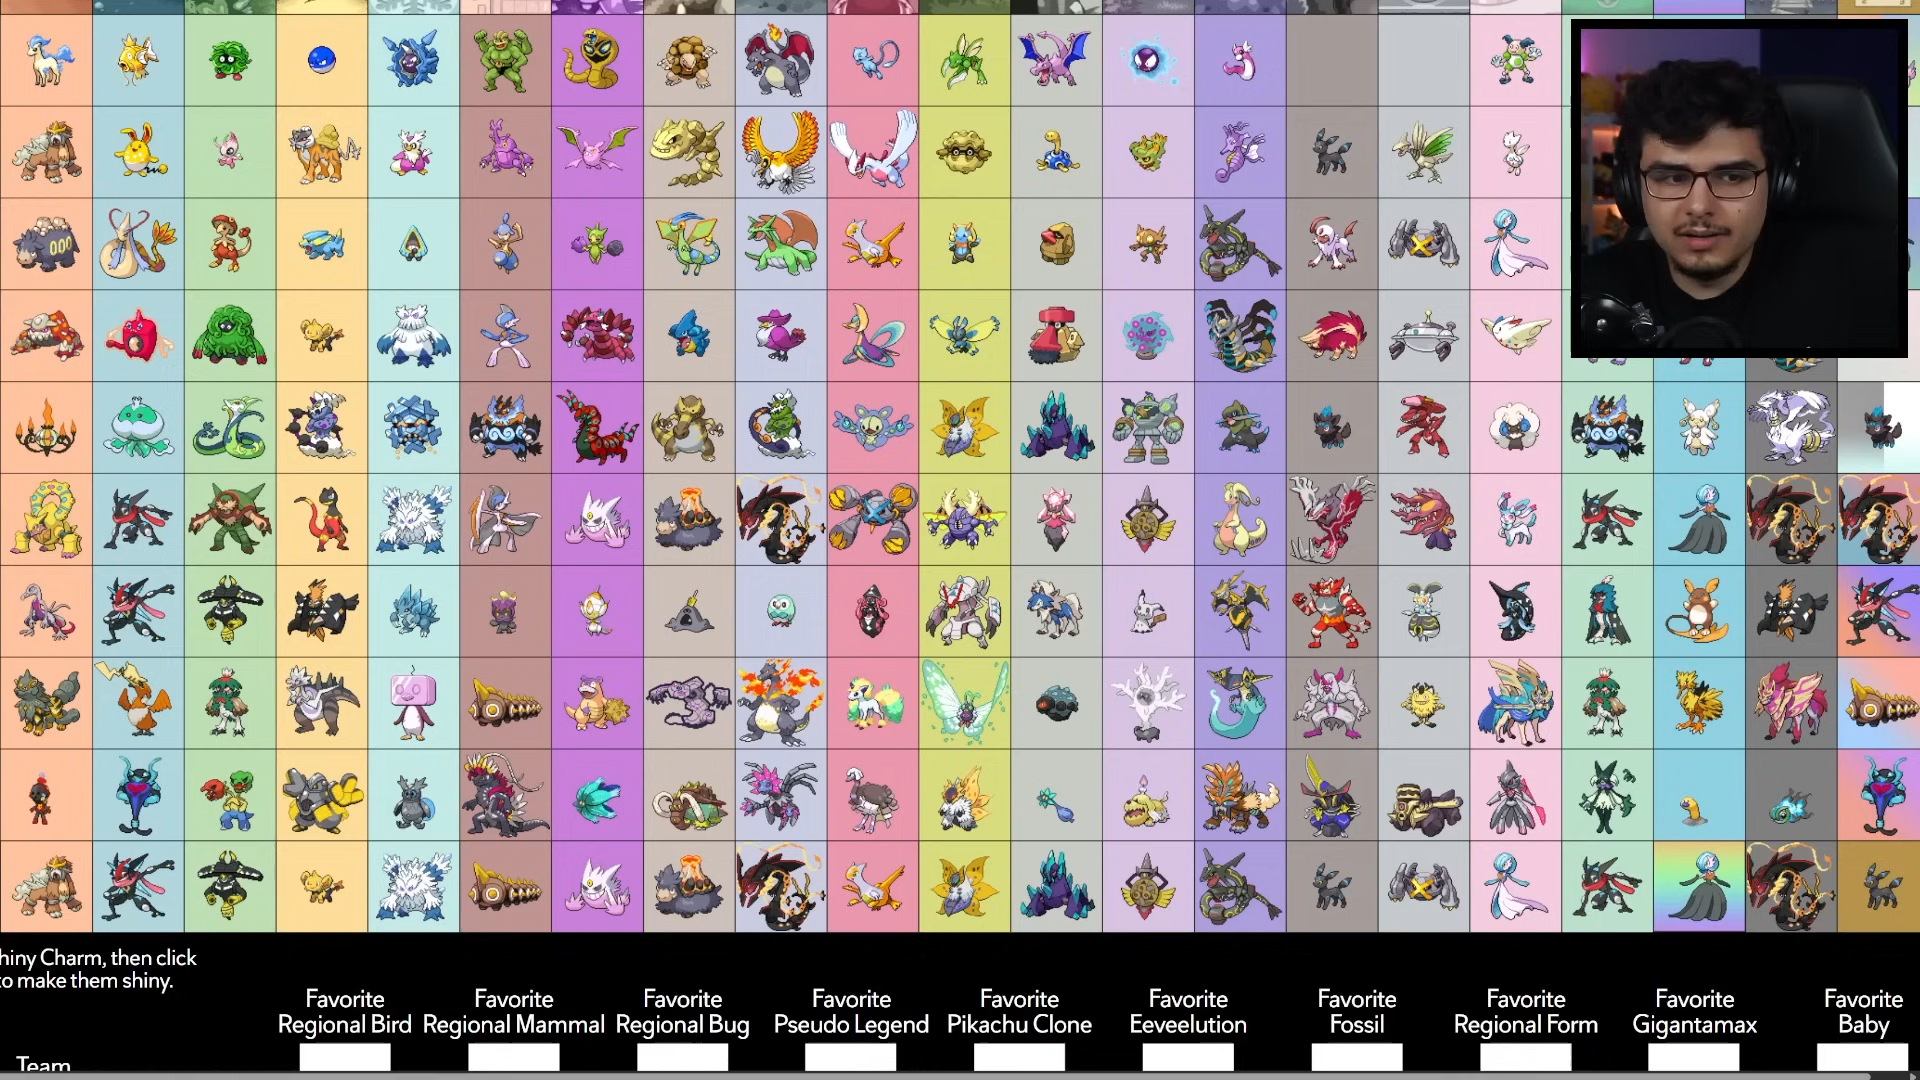 hiny Charm, then click
o make them shiny.
Favorite
Regional Bird
Favorite
Regional Mammal
Favorite
Regional Bug
Favorite
Pseudo Legend
Favorite
Pikachu Clone
Favorite
Eeveelution
Favorite
Fossil
Favorite
Regional Form
Favorite
Gigantamax
Favorite
Baby
Team